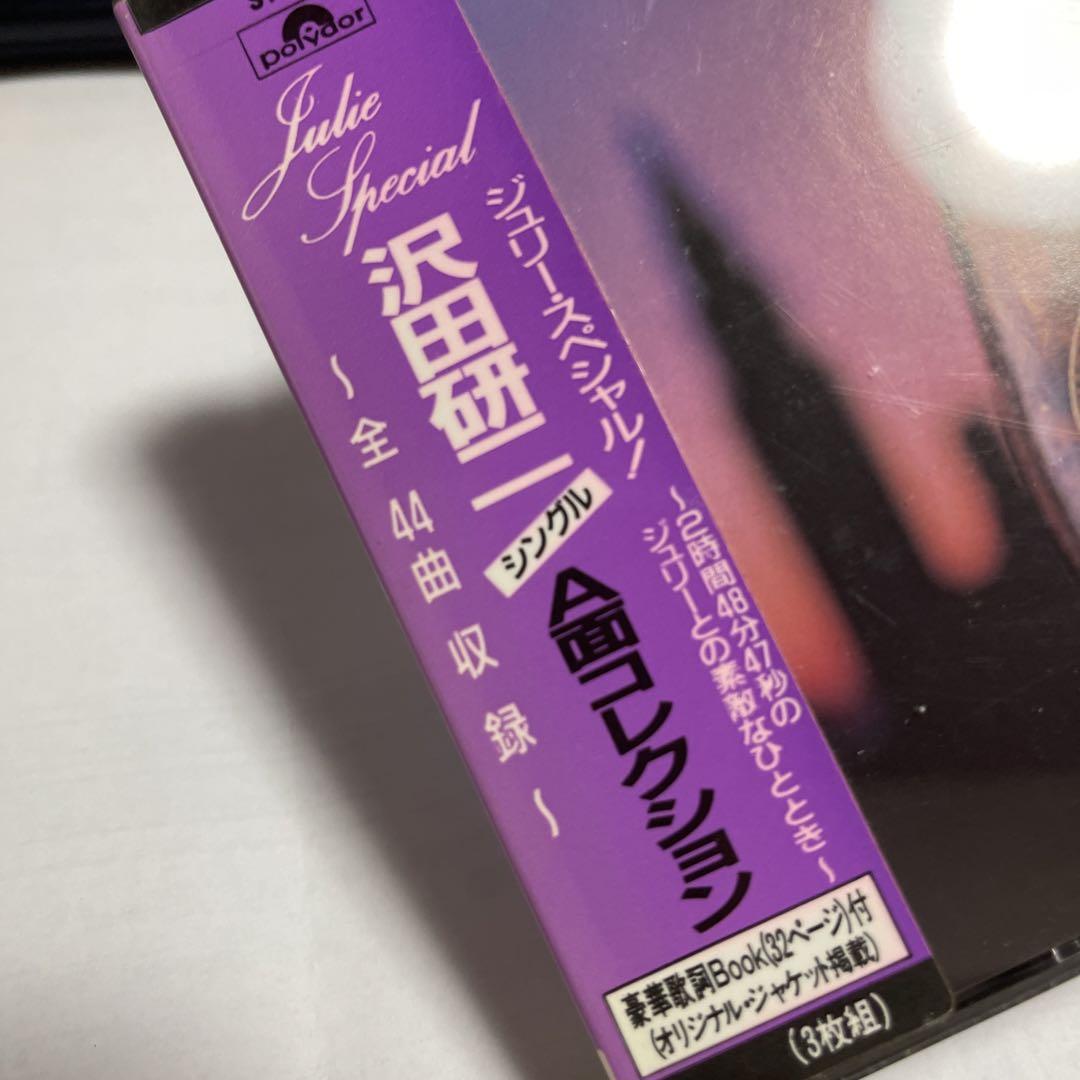 polydor
Julie
Special
ジュリー・スペシャル!
沢田研二
シングル
A面コレクション
~全44曲収録~
~2時間48分47秒の
ジュリーとの素敵なひととき~
豪華歌詞Book(32ページ)付
(オリジナル・ジャケット掲載)
(3枚組)